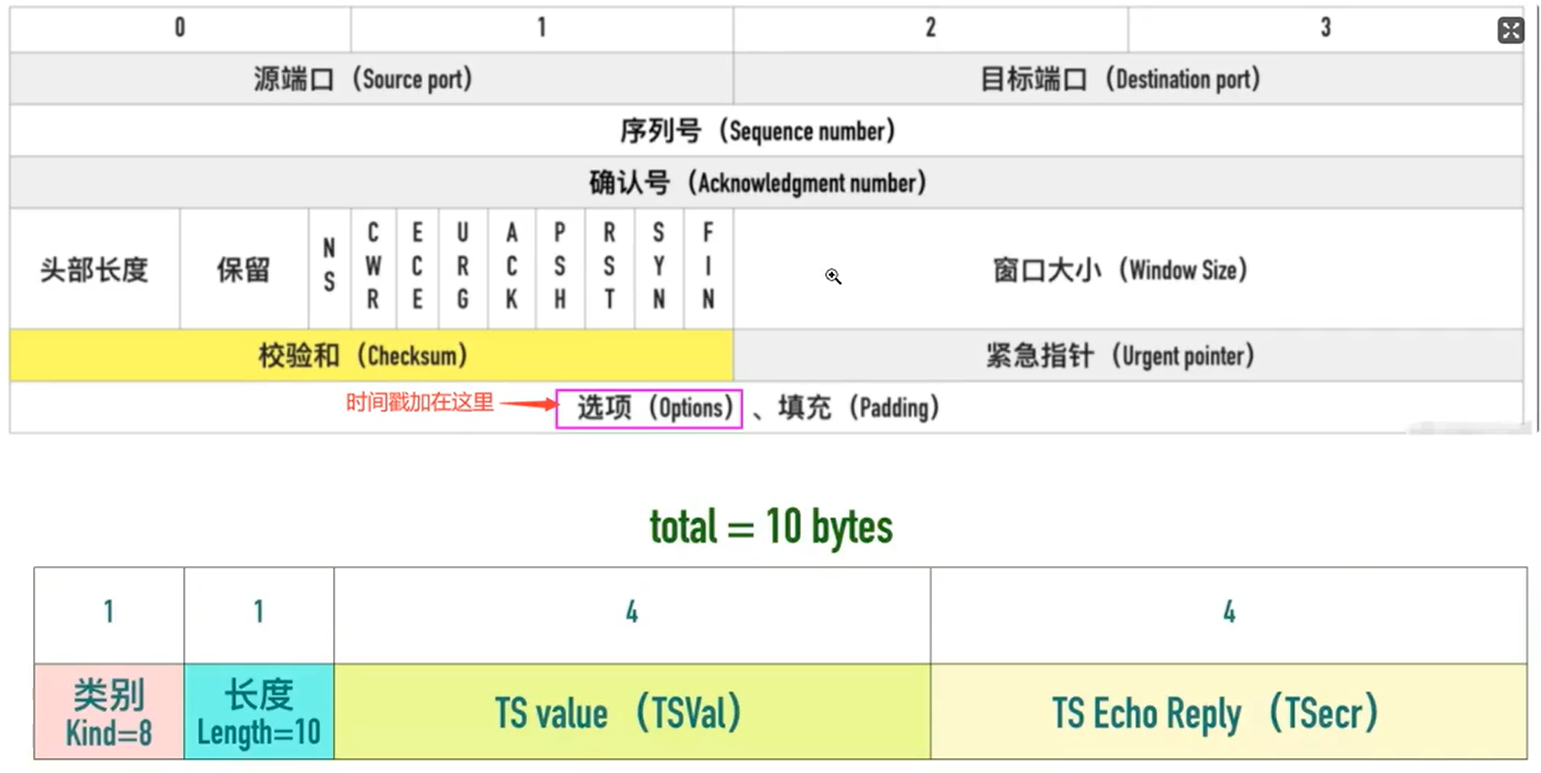 0 1 2 3
源端口（Source port） 目标端口（Destination port）
序列号（Sequence number）
确认号（Acknowledgment number）
头部长度 保留 NS CWR ECE URG ACK PSH RST SYN FIN 窗口大小（Window Size）
校验和（Checksum） 紧急指针（Urgent pointer）
时间戳加在这里 选项（Options）、填充（Padding）
total = 10 bytes
1 1 4 4
类别 长度
Kind=8 Length=10 TS value （TSVal） TS Echo Reply （TSecr）